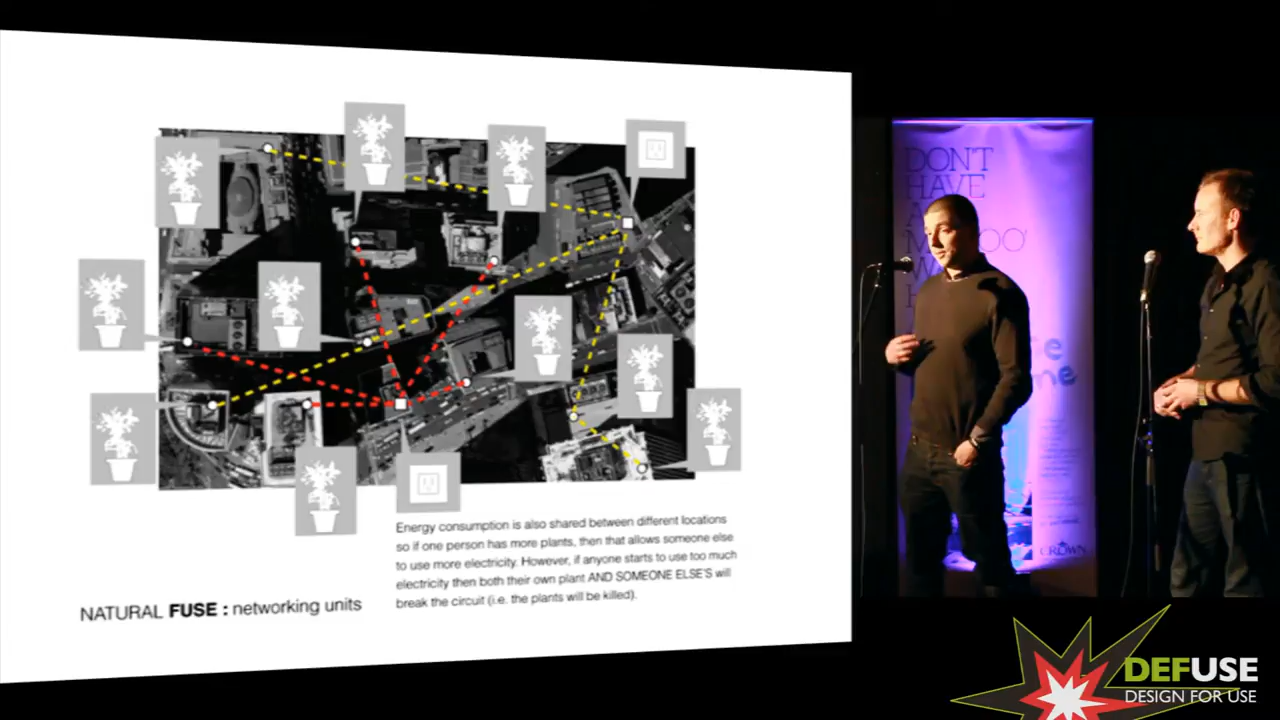 Energy consumption is also shared between different locations
so if one person has more plants, then that allows someone else
to use more electricity. However, if anyone starts to use too much
electricity then both their own plant AND SOMEONE ELSE'S will
break the circuit (i.e. the plants will be killed).
NATURAL FUSE : networking units
DON'T
HAVE
CROWN
DEFUSE
DESIGN FOR USE